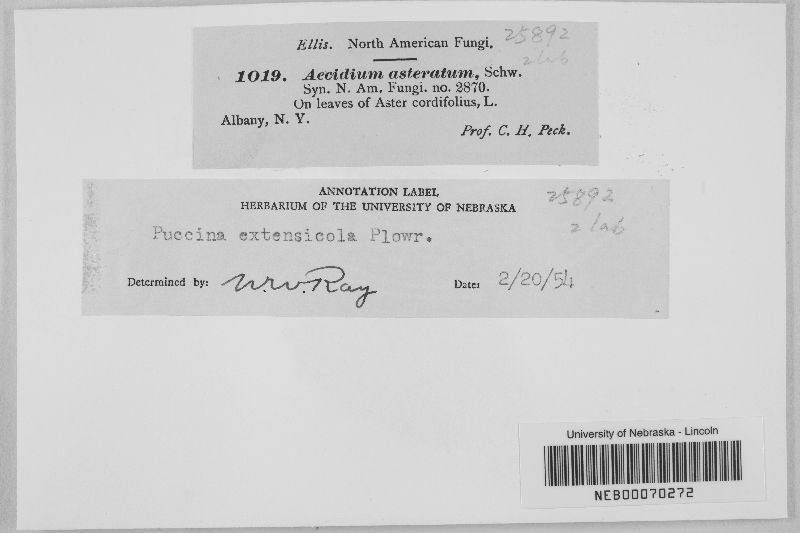 Ellis. North American Fungi.
25892
2 lab
1019. Aecidium asteratum, Schw.
Syn. N. Am. Fungi. no. 2870.
On leaves of Aster cordifolius, L.
Albany, N. Y.
Prof. C. H. Peck.
ANNOTATION LABEL
HERBARIUM OF THE UNIVERSITY OF NEBRASKA
25892
2 lab
Puccina extensicola Plowr.
Determined by: W.W. Ray
Date: 2/20/54
University of Nebraska - Lincoln
NEB00070272